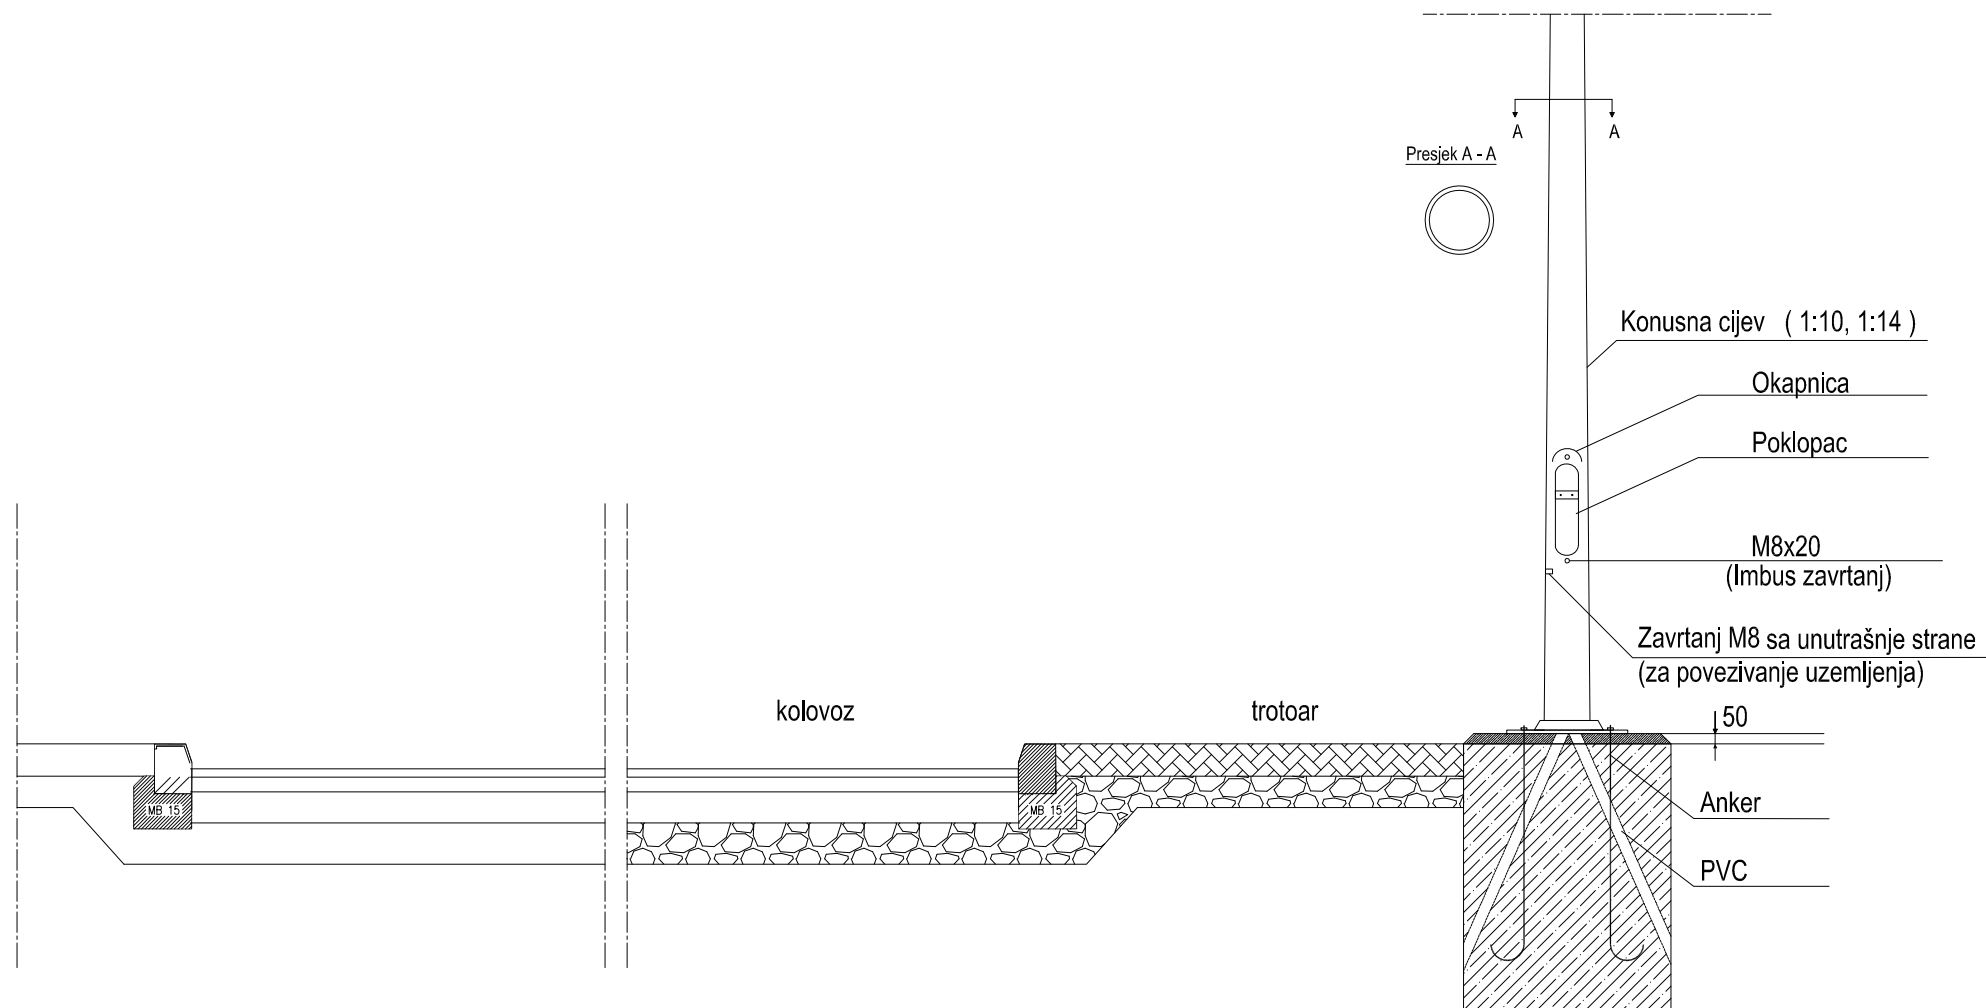 A A
Presjek A - A
Konusna cijev ( 1:10, 1:14 )
Okapnica
Poklopac
M8x20
(Imbus zavrtanj)
Zavrtanj M8 sa unutrašnje strane
(za povezivanje uzemljenja)
kolovoz
trotoar
50
MB 15
MB 15
Anker
PVC